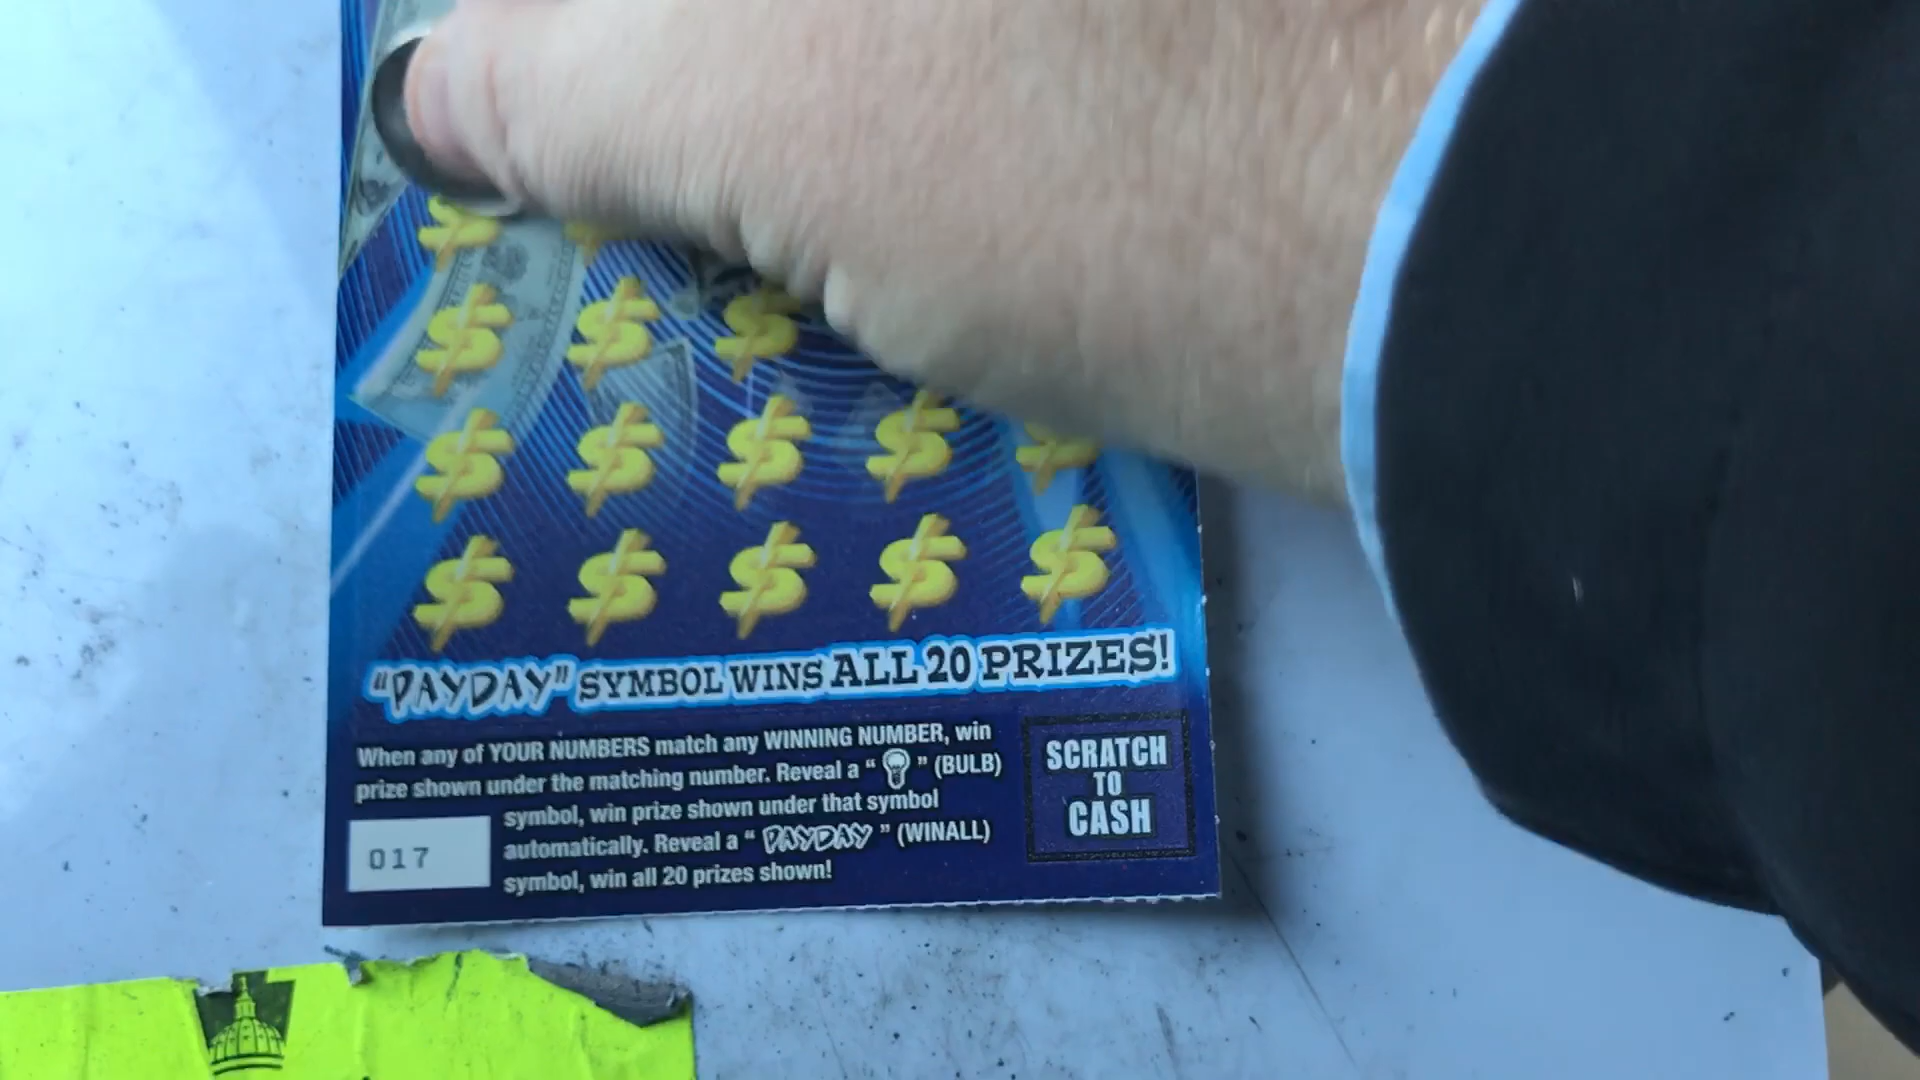 "PAYDAY" SYMBOL WINS ALL 20 PRIZES!
When any of YOUR NUMBERS match any WINNING NUMBER, win
prize shown under the matching number. Reveal a " " (BULB)
symbol, win prize shown under that symbol
automatically. Reveal a " PAYDAY " (WINALL)
symbol, win all 20 prizes shown!
017
SCRATCH
TO
CASH